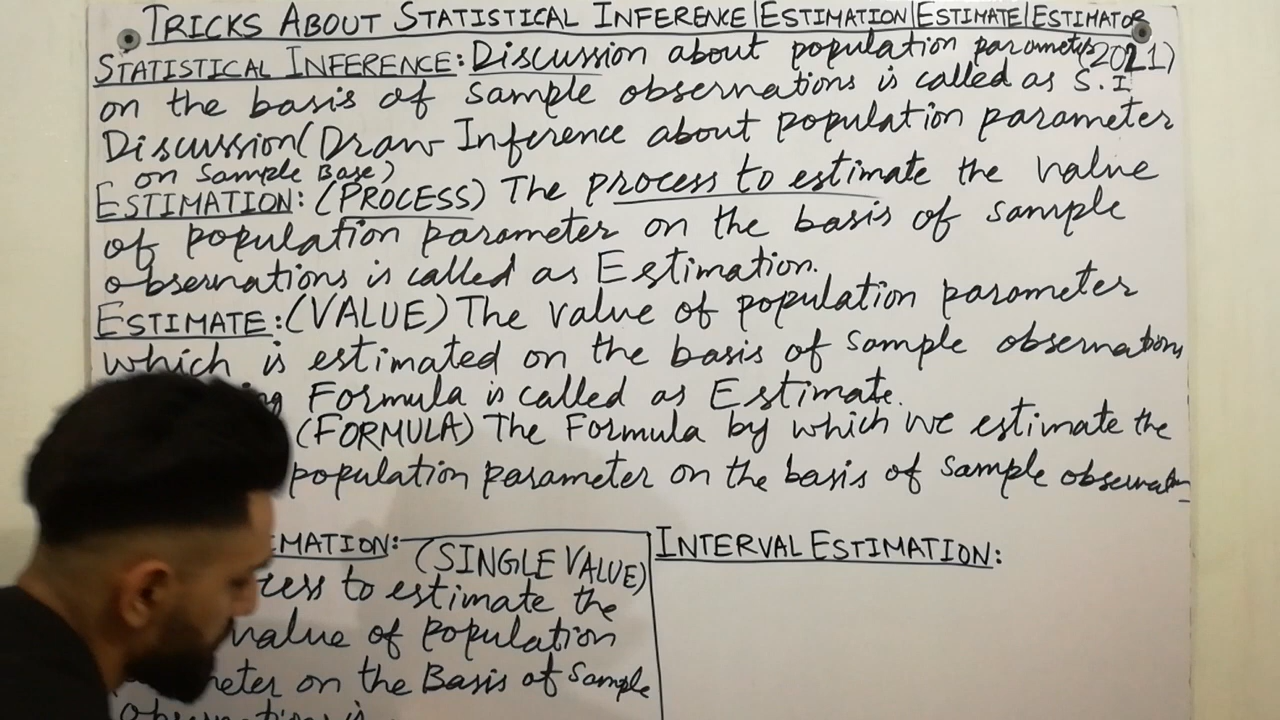 TRICKS ABOUT STATISTICAL INFERENCE|ESTIMATION|ESTIMATE|ESTIMATOR
STATISTICAL INFERENCE: Discussion about population parameter (2021)
on the basis of sample observations is called as S.I
Discussion (Draw Inference about population parameter
on Sample Base)
ESTIMATION: (PROCESS) The process to estimate the value
of population parameter on the basis of sample
observations is called as Estimation.
ESTIMATE: (VALUE) The value of population parameter
which is estimated on the basis of sample observations
Formula is called as Estimate.
(FORMULA) The Formula by which we estimate the
population parameter on the basis of sample
IMATION: (SINGLE VALUE)
cess to estimate the
value of population
meter on the Basis of Sample
INTERVAL ESTIMATION: